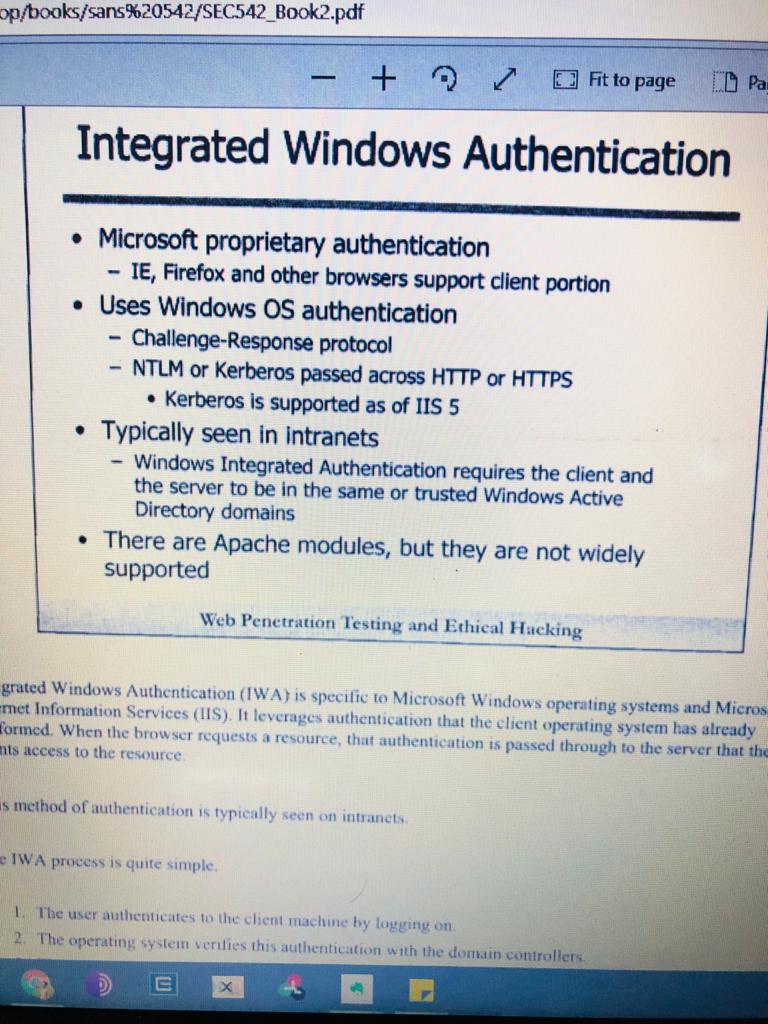 op/books/sans%20542/SEC542_Book2.pdf
Fit to page
Pa
Integrated Windows Authentication
• Microsoft proprietary authentication
– IE, Firefox and other browsers support client portion
• Uses Windows OS authentication
– Challenge-Response protocol
– NTLM or Kerberos passed across HTTP or HTTPS
• Kerberos is supported as of IIS 5
• Typically seen in intranets
– Windows Integrated Authentication requires the client and
the server to be in the same or trusted Windows Active
Directory domains
• There are Apache modules, but they are not widely
supported
Web Penetration Testing and Ethical Hacking
grated Windows Authentication (IWA) is specific to Microsoft Windows operating systems and Micros
rnet Information Services (IIS). It leverages authentication that the client operating system has already
formed. When the browser requests a resource, that authentication is passed through to the server that the
nts access to the resource.
s method of authentication is typically seen on intranets.
e IWA process is quite simple.
1. The user authenticates to the client machine by logging on.
2. The operating system verifies this authentication with the domain controllers.